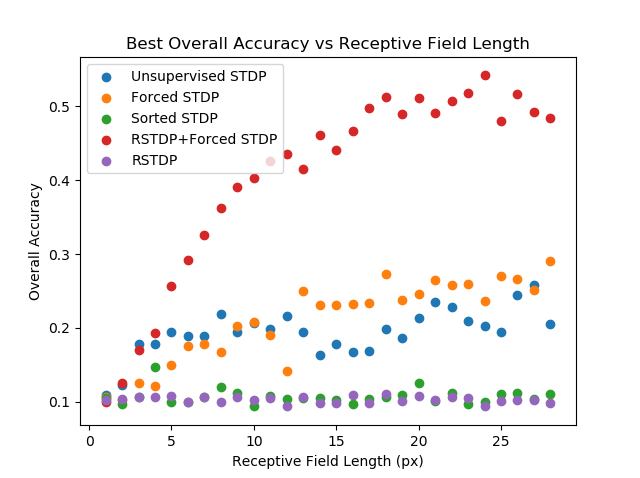 Best Overall Accuracy vs Receptive Field Length
Unsupervised STDP
Forced STDP
Sorted STDP
RSTDP+Forced STDP
RSTDP
Overall Accuracy
0.5
0.4
0.3
0.2
0.1
0 5 10 15 20 25
Receptive Field Length (px)